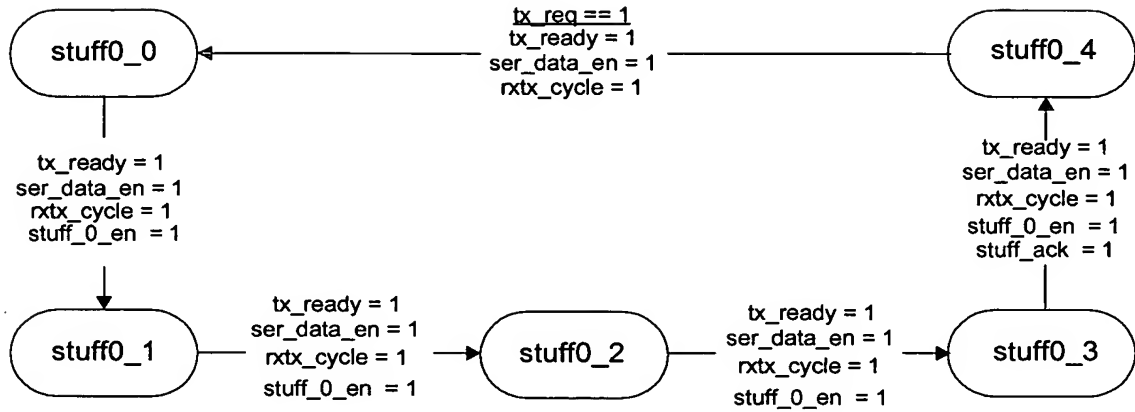 stuff0_0
tx_req == 1
tx_ready = 1
ser_data_en = 1
rxtx_cycle = 1
stuff0_4
tx_ready = 1
ser_data_en = 1
rxtx_cycle = 1
stuff_0_en = 1
tx_ready = 1
ser_data_en = 1
rxtx_cycle = 1
stuff_0_en = 1
stuff_ack = 1
stuff0_1
tx_ready = 1
ser_data_en = 1
rxtx_cycle = 1
stuff_0_en = 1
stuff0_2
tx_ready = 1
ser_data_en = 1
rxtx_cycle = 1
stuff_0_en = 1
stuff0_3